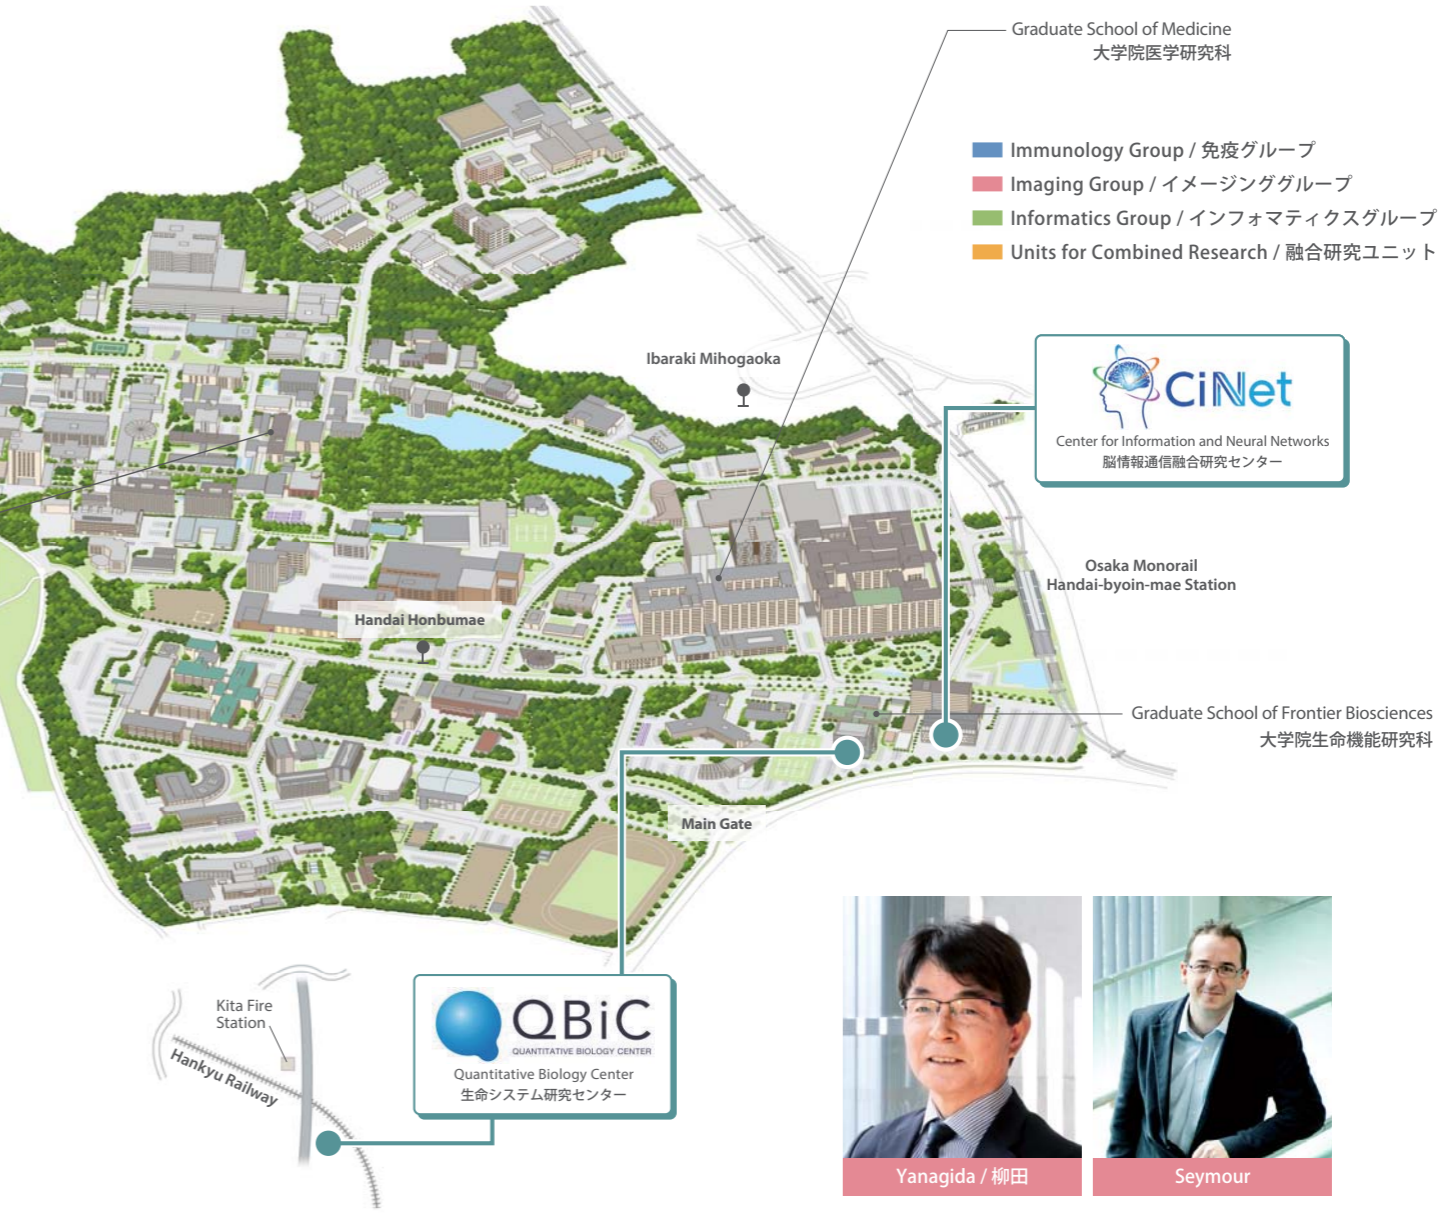 Graduate School of Medicine
大学院医学研究科
Immunology Group / 免疫グループ
Imaging Group / イメージンググループ
Informatics Group / インフォマティクスグループ
Units for Combined Research / 融合研究ユニット
Ibaraki Mihogaoka
CiNet
Center for Information and Neural Networks
脳情報通信融合研究センター
Osaka Monorail
Handai-byoin-mae Station
Handai Honbumae
Graduate School of Frontier Biosciences
大学院生命機能研究科
Main Gate
Kita Fire
Station
Hankyu Railway
QBiC
QUANTITATIVE BIOLOGY CENTER
Quantitative Biology Center
生命システム研究センター
Yanagida / 柳田
Seymour